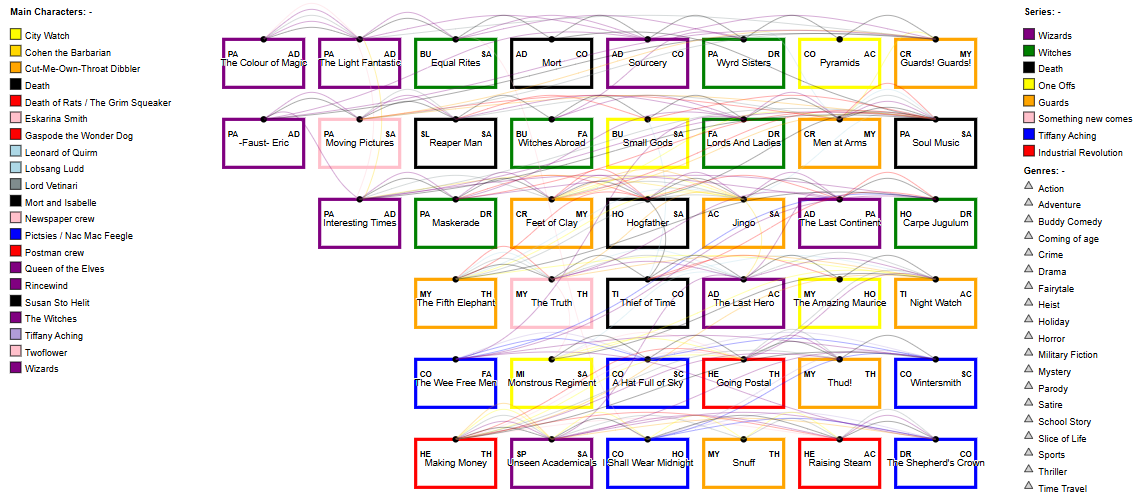 Main Characters: -
City Watch
Cohen the Barbarian
Cut-Me-Own-Throat Dibbler
Death
Death of Rats / The Grim Squeaker
Eskarina Smith
Gaspode the Wonder Dog
Leonard of Quirm
Lobsang Ludd
Lord Vetinari
Mort and Isabelle
Newspaper crew
Pictsies / Nac Mac Feegle
Postman crew
Queen of the Elves
Rincewind
Susan Sto Helit
The Witches
Tiffany Aching
Twoflower
Wizards
PA AD
The Colour of Magic
PA AD
The Light Fantastic
BU SA
Equal Rites
AD CO
Mort
AD CO
Sourcery
PA DR
Wyrd Sisters
CO AC
Pyramids
CR MY
Guards! Guards!
PA AD
-Faust- Eric
PA SA
Moving Pictures
SL SA
Reaper Man
BU FA
Witches Abroad
BU SA
Small Gods
FA DR
Lords And Ladies
CR MY
Men at Arms
PA SA
Soul Music
PA AD
Interesting Times
PA DR
Maskerade
CR MY
Feet of Clay
HO SA
Hogfather
AC SA
Jingo
AD PA
The Last Continent
HO DR
Carpe Jugulum
MY TH
The Fifth Elephant
MY TH
The Truth
TI CO
Thief of Time
AD AC
The Last Hero
MY HO
The Amazing Maurice
TI AC
Night Watch
CO FA
The Wee Free Men
MI SA
Monstrous Regiment
CO SC
A Hat Full of Sky
HE TH
Going Postal
MY TH
Thud!
CO SC
Wintersmith
HE TH
Making Money
SP SA
Unseen Academicals
CO HO
I Shall Wear Midnight
MY TH
Snuff
HE AC
Raising Steam
DR CO
The Shepherd's Crown
Series: -
Wizards
Witches
Death
One Offs
Guards
Something new comes
Tiffany Aching
Industrial Revolution
Genres: -
Action
Adventure
Buddy Comedy
Coming of age
Crime
Drama
Fairytale
Heist
Holiday
Horror
Military Fiction
Mystery
Parody
Satire
School Story
Slice of Life
Sports
Thriller
Time Travel